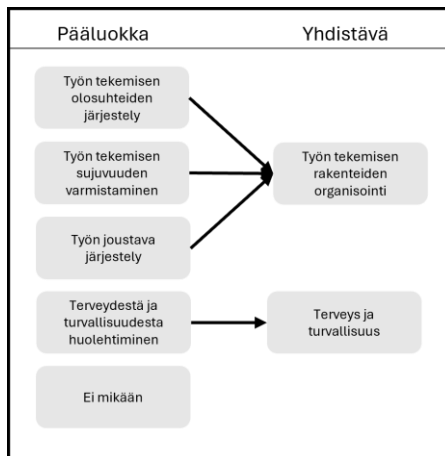 Pääluokka
Yhdistävä
Työn tekemisen
olosuhteiden
järjestely
Työn tekemisen
sujuvuuden
varmistaminen
Työn tekemisen
rakenteiden
organisointi
Työn joustava
järjestely
Terveydestä ja
turvallisuudesta
huolehtiminen
Terveys ja
turvallisuus
Ei mikään